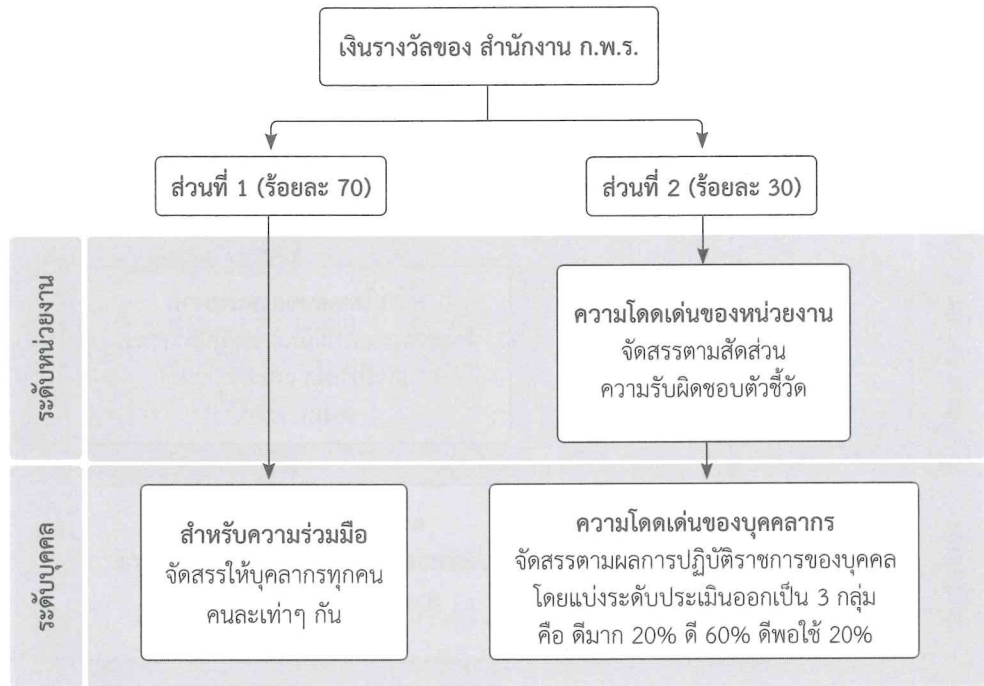 เงินรางวัลของ สำนักงาน ก.พ.ร.
ส่วนที่ 1 (ร้อยละ 70)
ส่วนที่ 2 (ร้อยละ 30)
ระดับหน่วยงาน
ความโดดเด่นของหน่วยงาน
จัดสรรตามสัดส่วน
ความรับผิดชอบตัวชี้วัด
ระดับบุคคล
สำหรับความร่วมมือ
จัดสรรให้บุคลากรทุกคน
คนละเท่าๆ กัน
ความโดดเด่นของบุคคลากร
จัดสรรตามผลการปฏิบัติราชการของบุคคล
โดยแบ่งระดับประเมินออกเป็น 3 กลุ่ม
คือ ดีมาก 20% ดี 60% ดีพอใช้ 20%